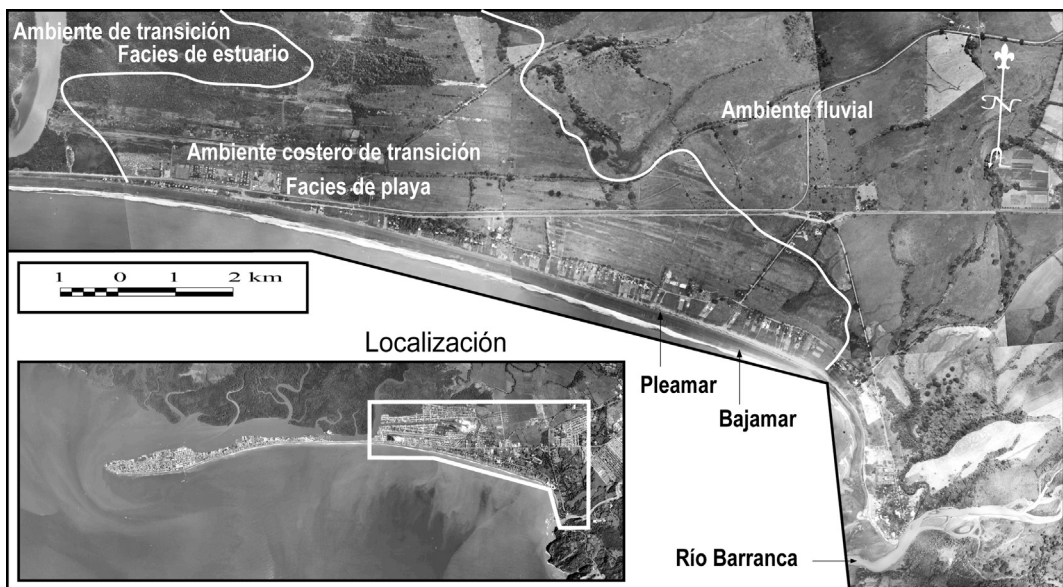 Ambiente de transición
Facies de estuario
Ambiente fluvial
Ambiente costero de transición
Facies de playa
1 0 1 2 km
Localización
Pleamar
Bajamar
Río Barranca
N